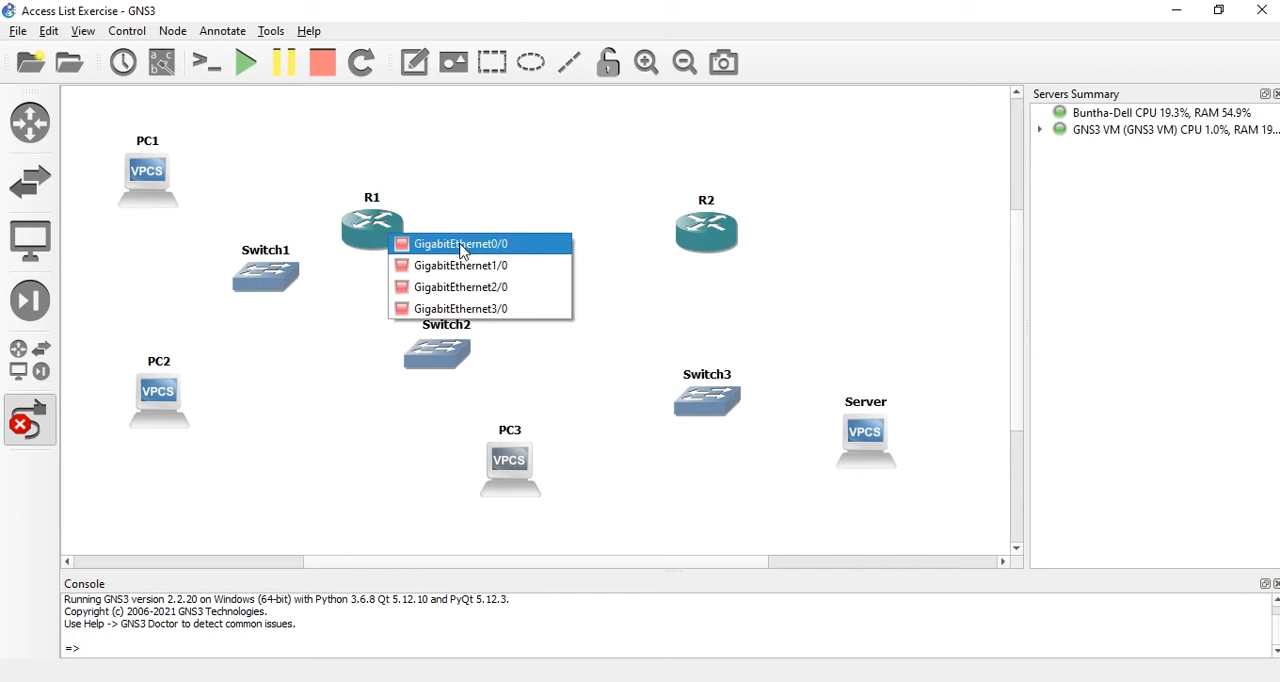 Access List Exercise - GNS3
File Edit View Control Node Annotate Tools Help
Servers Summary
Buntha-Dell CPU 19.3%, RAM 54.9%
GNS3 VM (GNS3 VM) CPU 1.0%, RAM 19...
PC1
VPCS
R1
R2
GigabitEthernet0/0
GigabitEthernet1/0
GigabitEthernet2/0
GigabitEthernet3/0
Switch1
Switch2
PC2
VPCS
Switch3
Server
VPCS
PC3
VPCS
Console
Running GNS3 version 2.2.20 on Windows (64-bit) with Python 3.6.8 Qt 5.12.10 and PyQt 5.12.3.
Copyright (c) 2006-2021 GNS3 Technologies.
Use Help -> GNS3 Doctor to detect common issues.
=>